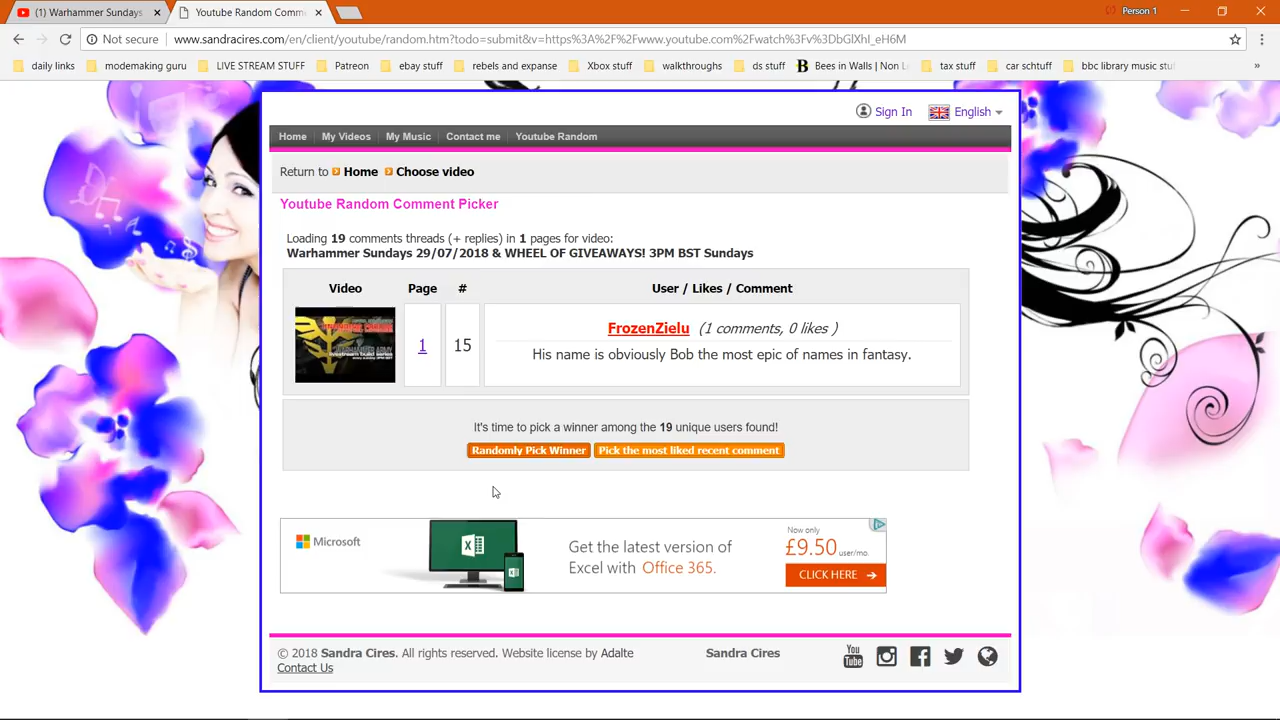 (1) Warhammer Sundays
Youtube Random Comm
Person 1
Not secure
www.sandracires.com/en/client/youtube/random.htm?todo=submit&v=https%3A%2F%2Fwww.youtube.com%2Fwatch%3Fv%3DbGlXhI_eH6M
daily links
modemaking guru
LIVE STREAM STUFF
Patreon
ebay stuff
rebels and expanse
Xbox stuff
walkthroughs
ds stuff
Bees in Walls | Non L
tax stuff
car schtuff
bbc library music stu
»
Sign In
English
Home
My Videos
My Music
Contact me
Youtube Random
Return to Home Choose video
Youtube Random Comment Picker
Loading 19 comments threads (+ replies) in 1 pages for video:
Warhammer Sundays 29/07/2018 & WHEEL OF GIVEAWAYS! 3PM BST Sundays
Video
Page
#
User / Likes / Comment
1
15
FrozenZielu (1 comments, 0 likes )
His name is obviously Bob the most epic of names in fantasy.
It's time to pick a winner among the 19 unique users found!
Randomly Pick Winner
Pick the most liked recent comment
Microsoft
Get the latest version of
Excel with Office 365.
Now only
£9.50 user/mo.
CLICK HERE
© 2018 Sandra Cires. All rights reserved. Website license by Adalte
Contact Us
Sandra Cires
You
Tube